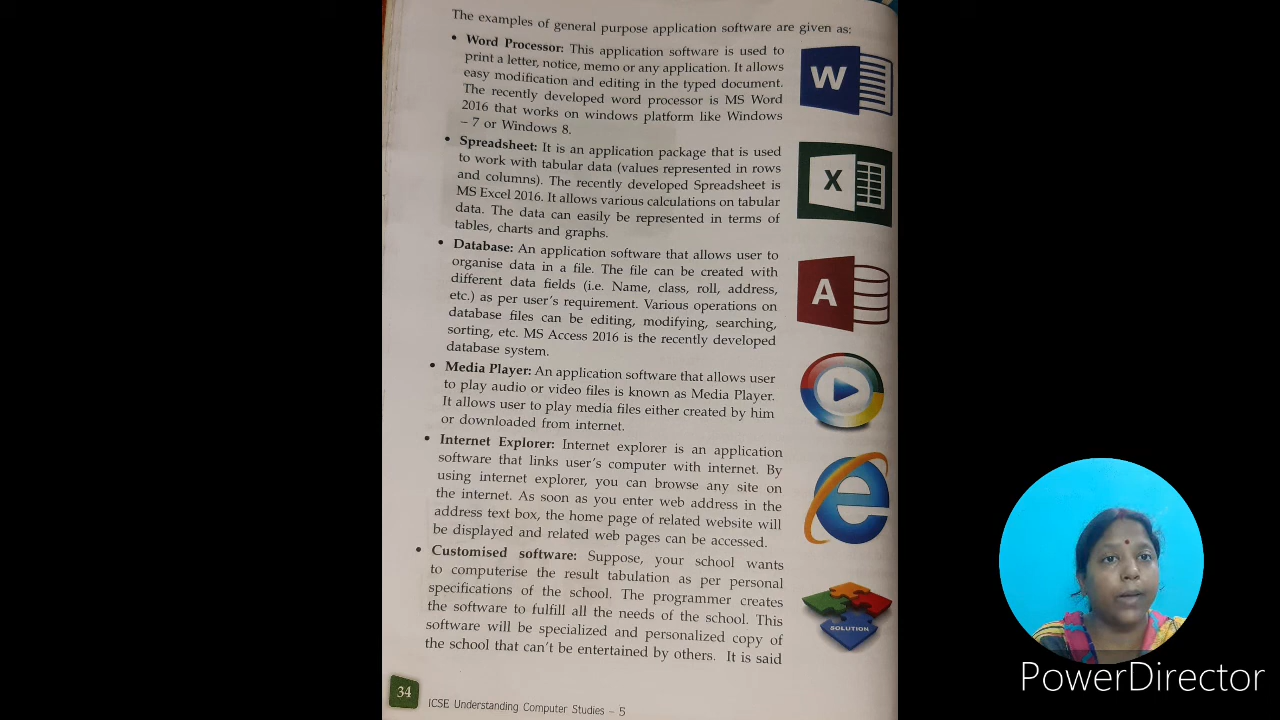 The examples of general purpose application software are given as:
• Word Processor: This application software is used to
print a letter, notice, memo or any application. It allows
easy modification and editing in the typed document.
The recently developed word processor is MS Word
2016 that works on windows platform like Windows
– 7 or Windows 8.
• Spreadsheet: It is an application package that is used
to work with tabular data (values represented in rows
and columns). The recently developed Spreadsheet is
MS Excel 2016. It allows various calculations on tabular
data. The data can easily be represented in terms of
tables, charts and graphs.
• Database: An application software that allows user to
organise data in a file. The file can be created with
different data fields (i.e. Name, class, roll, address,
etc.) as per user's requirement. Various operations on
database files can be editing, modifying, searching,
sorting, etc. MS Access 2016 is the recently developed
database system.
• Media Player: An application software that allows user
to play audio or video files is known as Media Player.
It allows user to play media files either created by him
or downloaded from internet.
• Internet Explorer: Internet explorer is an application
software that links user's computer with internet. By
using internet explorer, you can browse any site on
the internet. As soon as you enter web address in the
address text box, the home page of related website will
be displayed and related web pages can be accessed.
• Customised software: Suppose, your school wants
to computerise the result tabulation as per personal
specifications of the school. The programmer creates
the software to fulfill all the needs of the school. This
software will be specialized and personalized copy of
the school that can't be entertained by others. It is said
W
X
A
e
SOLUTION
34
ICSE Understanding Computer Studies – 5
PowerDirector